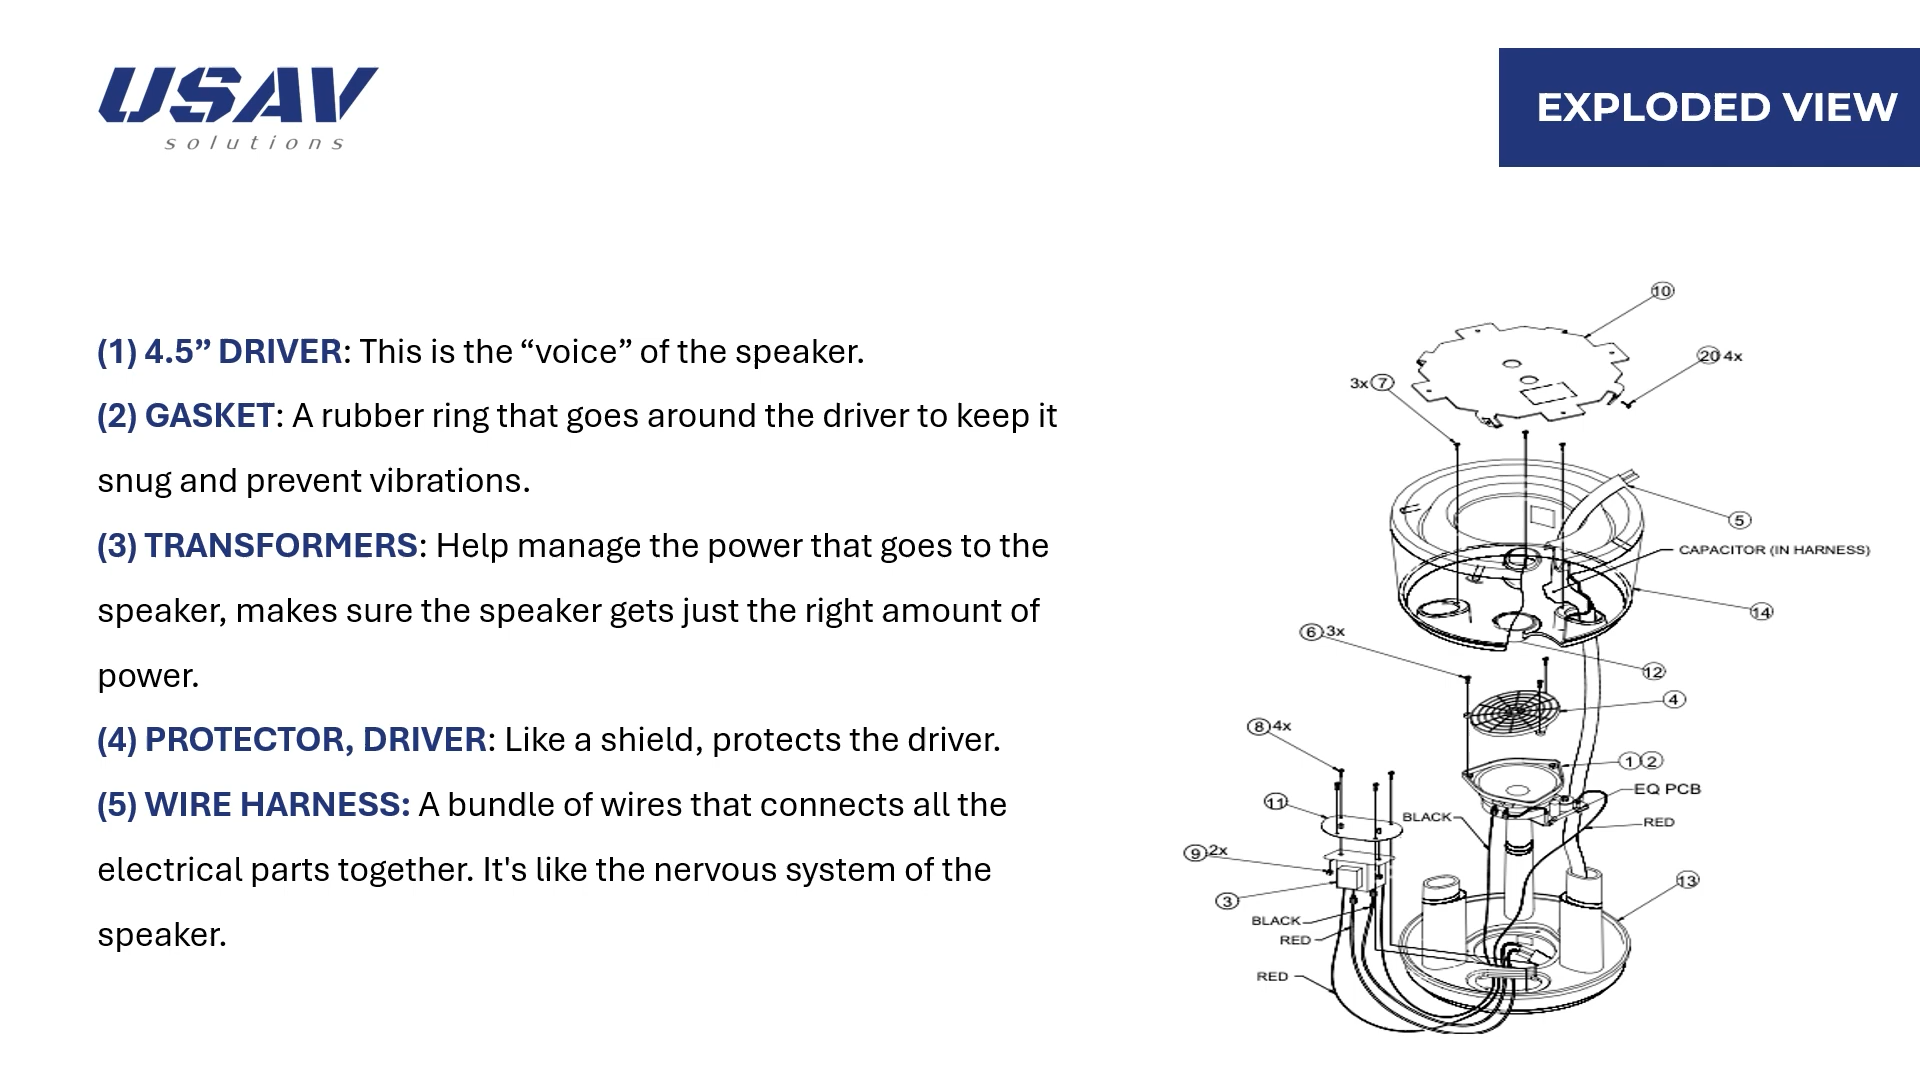 USAV
solutions
EXPLODED VIEW
(1) 4.5” DRIVER: This is the “voice” of the speaker.
(2) GASKET: A rubber ring that goes around the driver to keep it
snug and prevent vibrations.
(3) TRANSFORMERS: Help manage the power that goes to the
speaker, makes sure the speaker gets just the right amount of
power.
(4) PROTECTOR, DRIVER: Like a shield, protects the driver.
(5) WIRE HARNESS: A bundle of wires that connects all the
electrical parts together. It's like the nervous system of the
speaker.
10
20 4x
3x 7
5
CAPACITOR (IN HARNESS)
14
6 3x
12
4
8 4x
1 2
EQ PCB
11
BLACK
RED
9 2x
13
3
BLACK
RED
RED